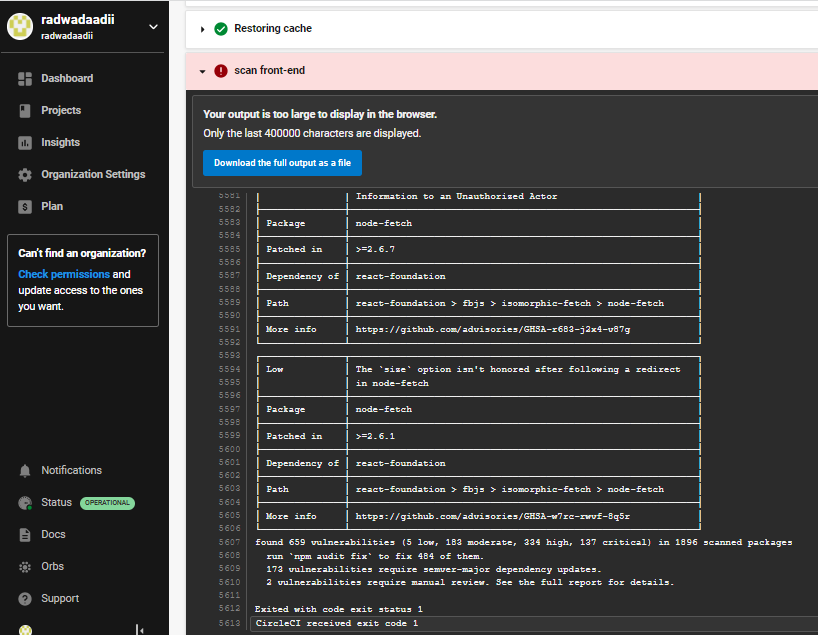 radwadaadii
radwadaadii
Dashboard
Projects
Insights
Organization Settings
Plan
Can't find an organization?
Check permissions and
update access to the ones
you want.
Notifications
Status OPERATIONAL
Docs
Orbs
Support
Restoring cache
scan front-end
Your output is too large to display in the browser.
Only the last 400000 characters are displayed.
Download the full output as a file
5581 Information to an Unauthorized Actor
5582
5583 Package node-fetch
5584
5585 Patched in >=2.6.7
5586
5587 Dependency of react-foundation
5588
5589 Path react-foundation > fbjs > isomorphic-fetch > node-fetch
5590
5591 More info https://github.com/advisories/GHSA-r683-j2x4-v87g
5592
5593
5594 Low The `size` option isn't honored after following a redirect
5595 in node-fetch
5596
5597 Package node-fetch
5598
5599 Patched in >=2.6.1
5600
5601 Dependency of react-foundation
5602
5603 Path react-foundation > fbjs > isomorphic-fetch > node-fetch
5604
5605 More info https://github.com/advisories/GHSA-w7rc-rwvf-8q5r
5606
5607 found 659 vulnerabilities (5 low, 183 moderate, 334 high, 137 critical) in 1896 scanned packages
5608 run `npm audit fix` to fix 484 of them.
5609 173 vulnerabilities require semver-major dependency updates.
5610 2 vulnerabilities require manual review. See the full report for details.
5611
5612 Exited with code exit status 1
5613 CircleCI received exit code 1